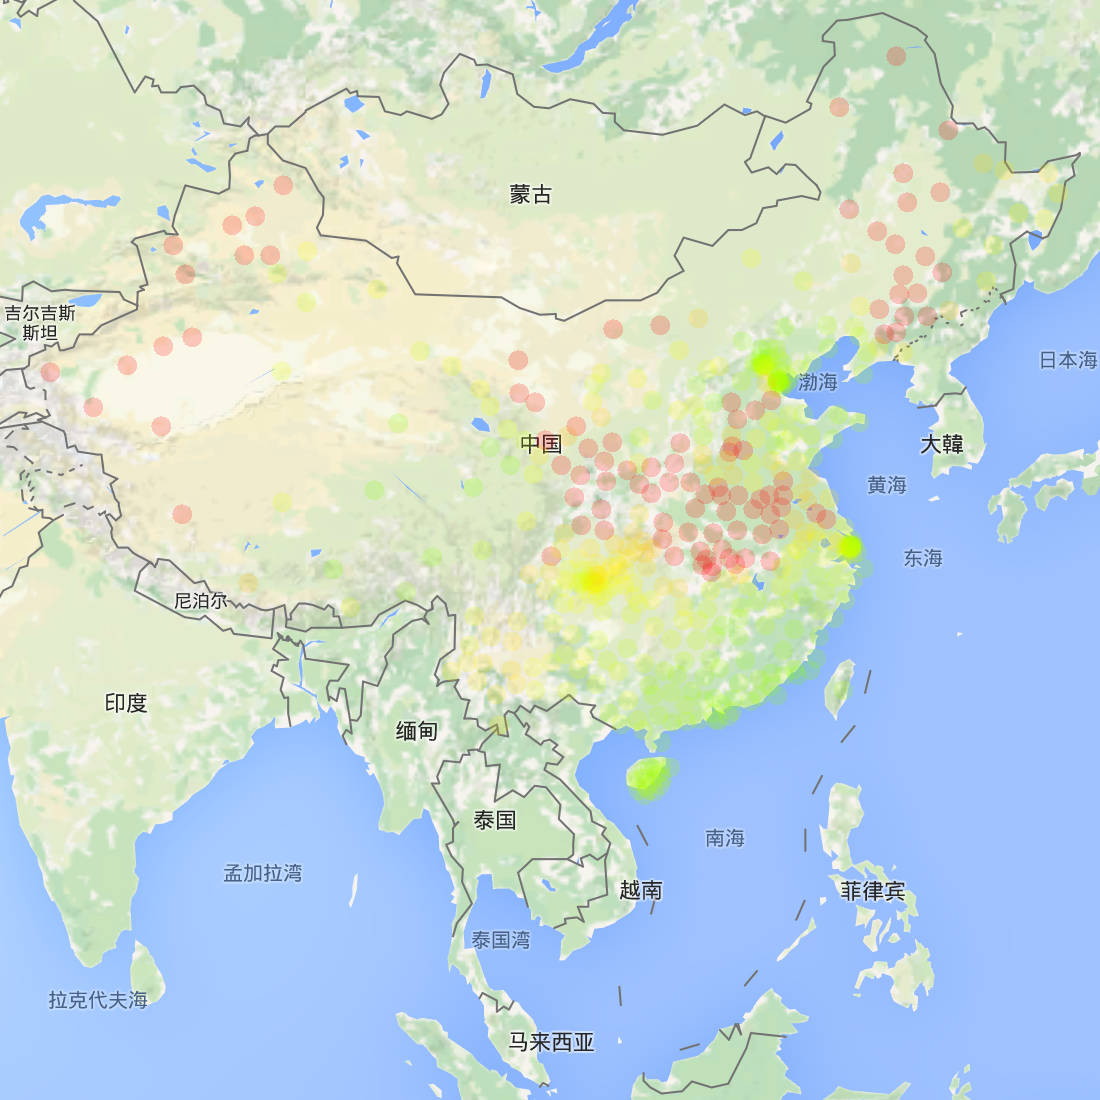 蒙古
吉尔吉斯
斯坦
日本海
渤海
中国
大韓
黄海
东海
尼泊尔
印度
缅甸
泰国
南海
孟加拉湾
越南
菲律宾
泰国湾
拉克代夫海
马来西亚